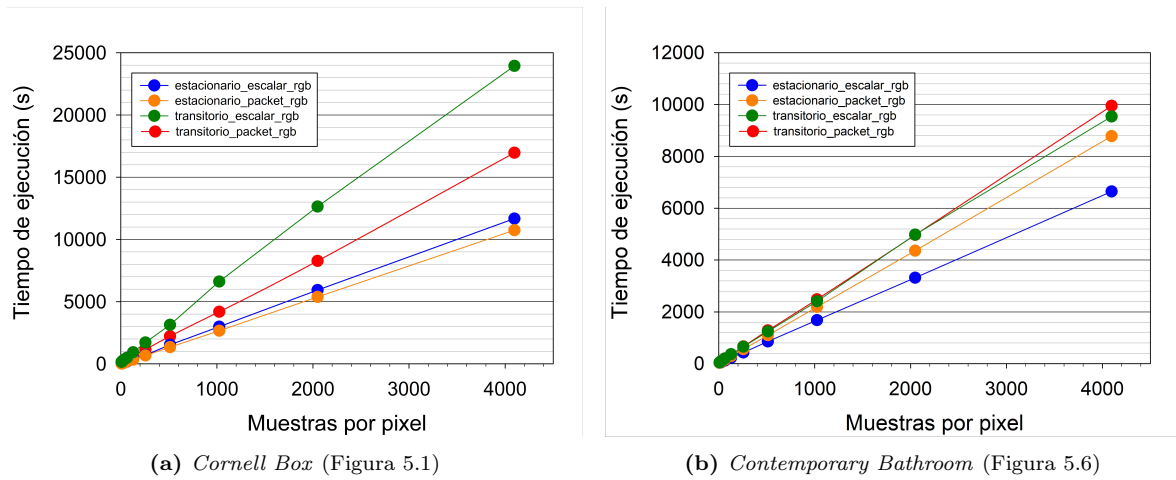 25000
20000
15000
10000
5000
0
Tiempo de ejecución (s)
estacionario_escalar_rgb
estacionario_packet_rgb
transitorio_escalar_rgb
transitorio_packet_rgb
0 1000 2000 3000 4000
Muestras por pixel
(a) Cornell Box (Figura 5.1)
12000
10000
8000
6000
4000
2000
0
Tiempo de ejecución (s)
estacionario_escalar_rgb
estacionario_packet_rgb
transitorio_escalar_rgb
transitorio_packet_rgb
0 1000 2000 3000 4000
Muestras por pixel
(b) Contemporary Bathroom (Figura 5.6)